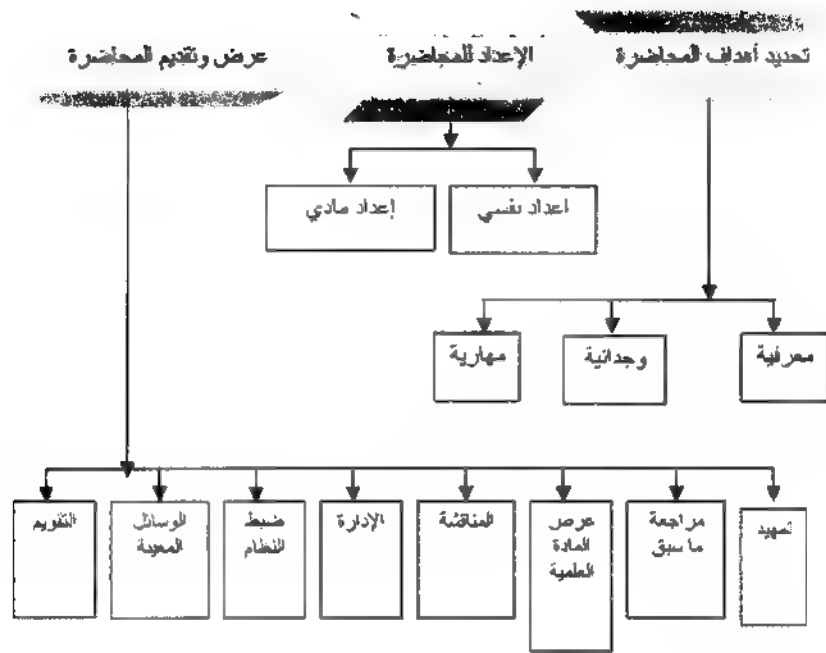 تحديد أهداف المحاضرة
الإعداد للمحاضرة
عرض وتقديم المحاضرة
اعداد نفسي
إعداد مادي
معرفية
وجدانية
مهارية
تمهيد
مراجعة
ما سبق
عرض
المادة
العلمية
المناقشة
الإدارة
ضبط
النظام
الوسائل
المعينة
التقويم